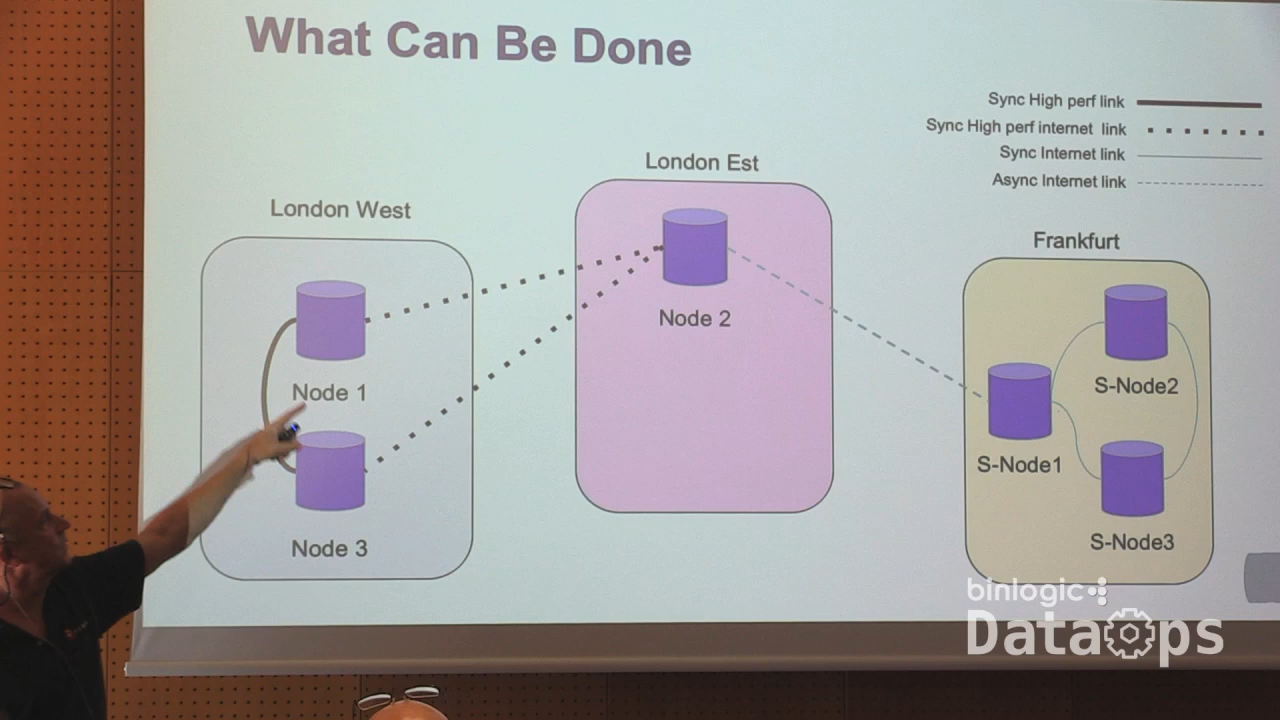 What Can Be Done
Sync High perf link
Sync High perf internet link
Sync Internet link
Async Internet link
London West
Node 1
Node 3
London Est
Node 2
Frankfurt
S-Node2
S-Node1
S-Node3
binlogic
DataOps